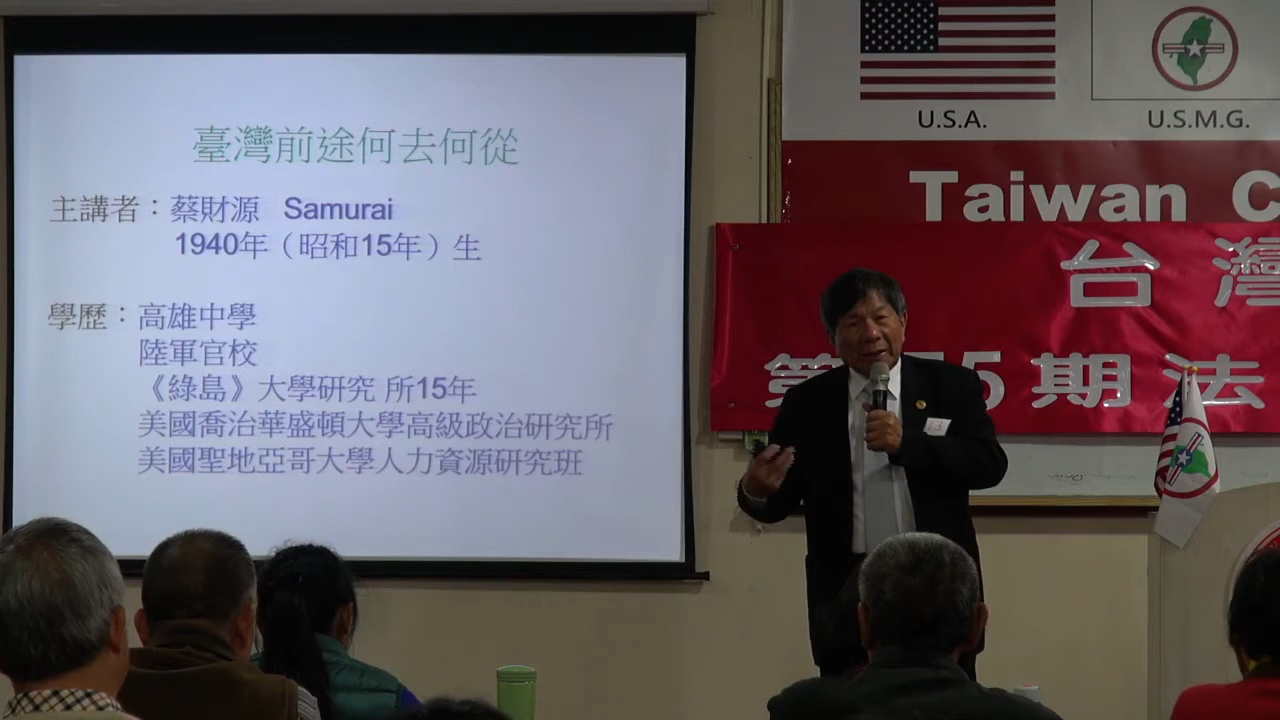 臺灣前途何去何從
主講者：蔡財源 Samurai
1940年（昭和15年）生
學歷：高雄中學
陸軍官校
《綠島》大學研究 所15年
美國喬治華盛頓大學高級政治研究所
美國聖地亞哥大學人力資源研究班
U.S.A.
U.S.M.G.
Taiwan C
台 灣
第 5 期 法